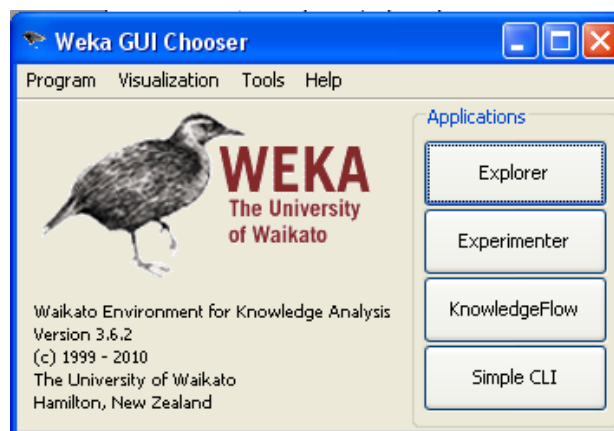 Weka GUI Chooser
Program Visualization Tools Help
WEKA
The University
of Waikato
Waikato Environment for Knowledge Analysis
Version 3.6.2
(c) 1999 - 2010
The University of Waikato
Hamilton, New Zealand
Applications
Explorer
Experimenter
KnowledgeFlow
Simple CLI